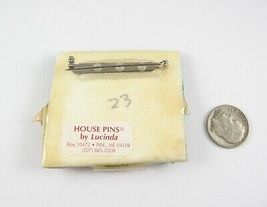 23
HOUSE PINS®
by Lucinda
Box 10472 • Ptld., ME 04104
(207) 885-0200